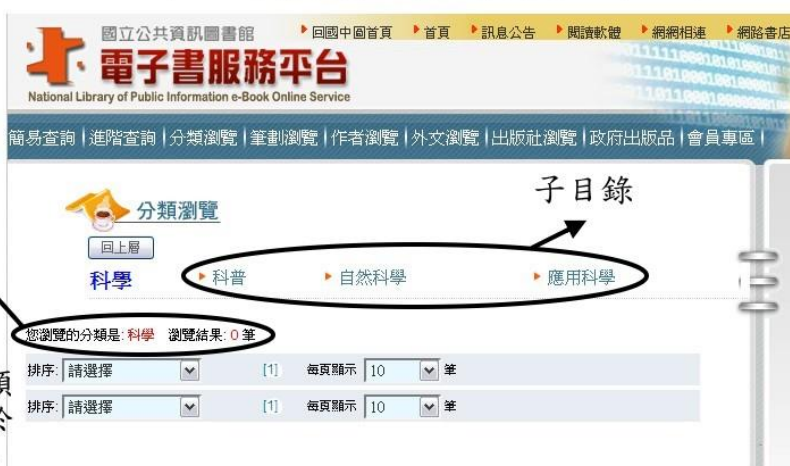 國立公共資訊圖書館
回國中圖首頁 首頁 訊息公告 閱讀軟體 網網相連 網路書店
電子書服務平台
National Library of Public Information e-Book Online Service
簡易查詢 | 進階查詢 | 分類瀏覽 | 筆劃瀏覽 | 作者瀏覽 | 外文瀏覽 | 出版社瀏覽 | 政府出版品 | 會員專區 |
子目錄
分類瀏覽
回上層
科學 科普 自然科學 應用科學
您瀏覽的分類是: 科學 瀏覽結果: 0 筆
排序: 請選擇 [1] 每頁顯示 10 筆
排序: 請選擇 [1] 每頁顯示 10 筆